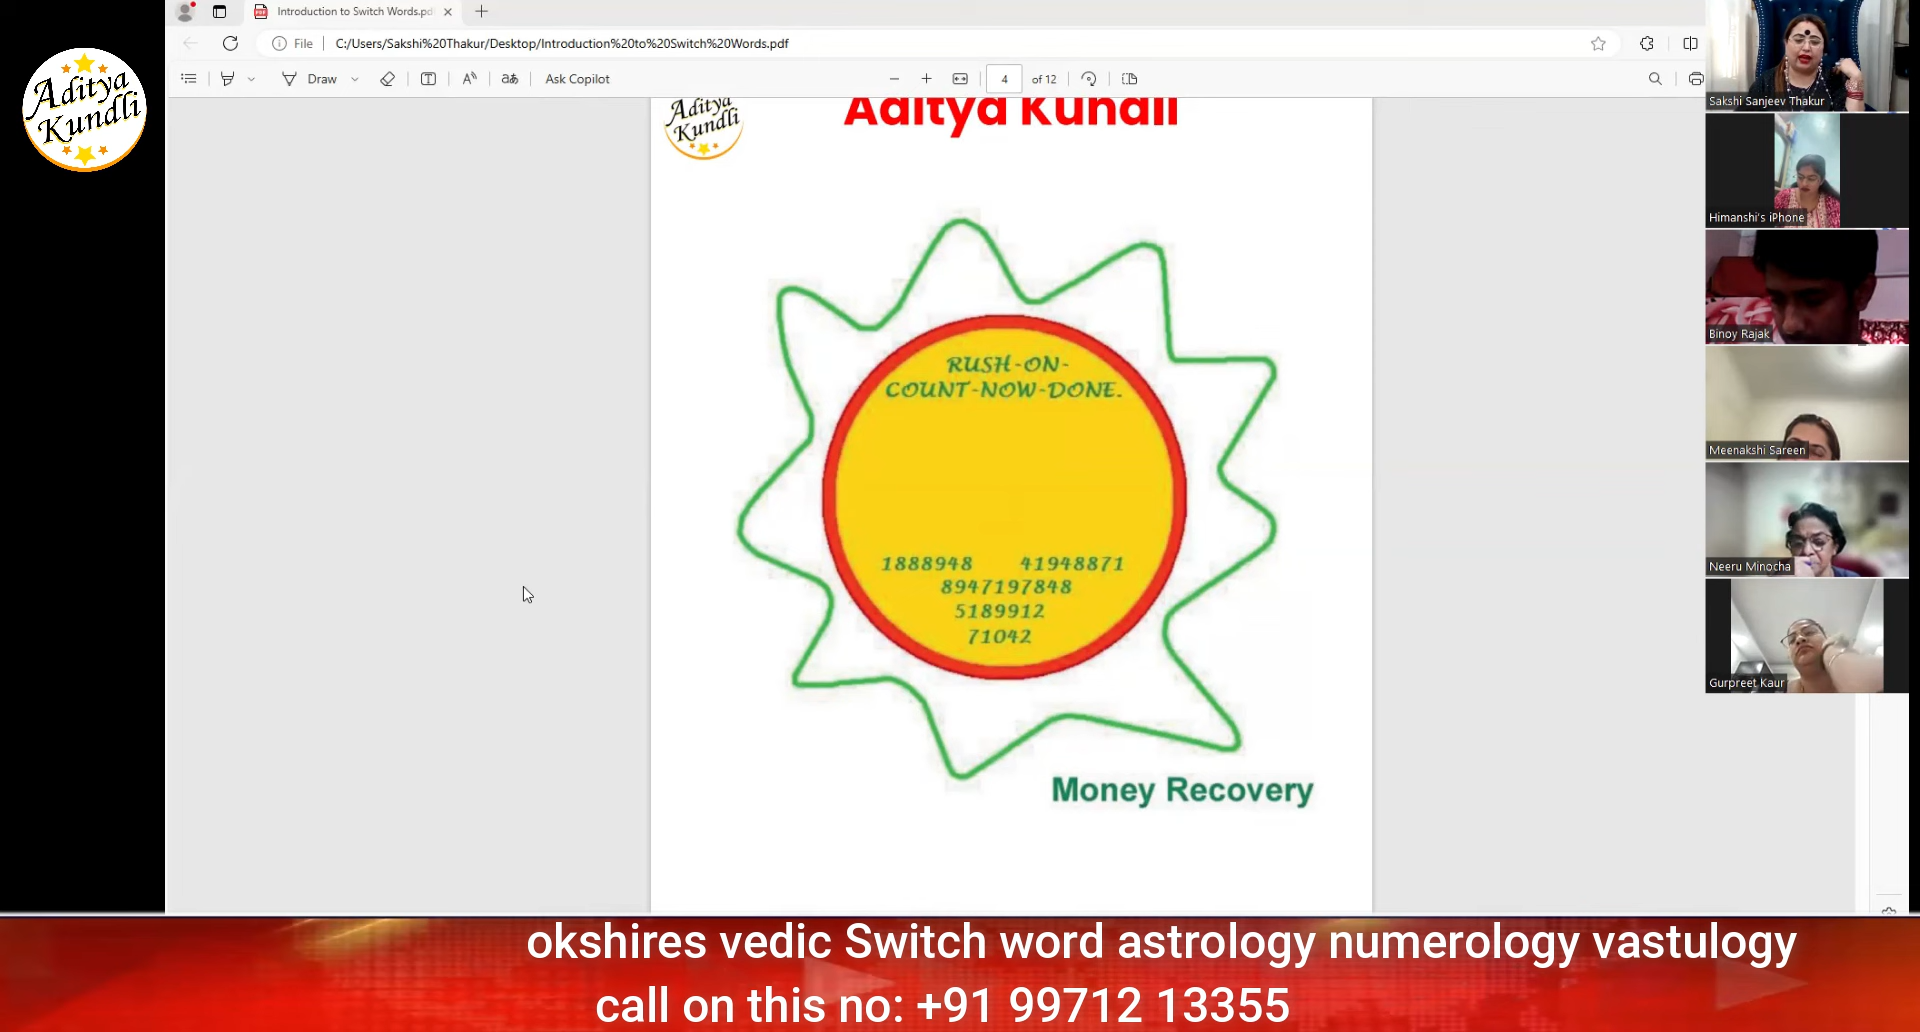 Introduction to Switch Words.pd
File
C:/Users/Sakshi%20Thakur/Desktop/Introduction%20to%20Switch%20Words.pdf
Draw
Ask Copilot
4 of 12
Aditya
Kundli
Aditya
Kundli
Aditya Kundli
RUSH-ON-
COUNT-NOW-DONE.
1888948 41948871
8947197848
5189912
71042
Money Recovery
Sakshi Sanjeev Thakur
Himanshi's iPhone
Binoy Rajak
Meenakshi Sareen
Neeru Minocha
Gurpreet Kaur
okshires vedic Switch word astrology numerology vastulogy
call on this no: +91 99712 13355